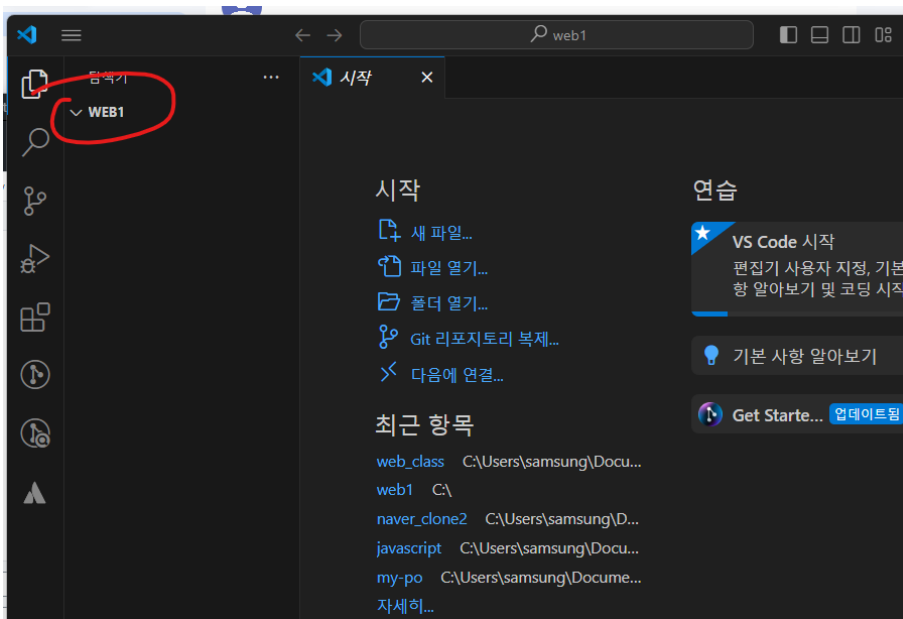 web1
탐색기
WEB1
시작
시작
새 파일...
파일 열기...
폴더 열기...
Git 리포지토리 복제...
다음에 연결...
최근 항목
web_class C:\Users\samsung\Docu...
web1 C:\
naver_clone2 C:\Users\samsung\D...
javascript C:\Users\samsung\Docu...
my-po C:\Users\samsung\Docume...
자세히...
연습
VS Code 시작
편집기 사용자 지정, 기본
항 알아보기 및 코딩 시작
기본 사항 알아보기
Get Starte... 업데이트됨